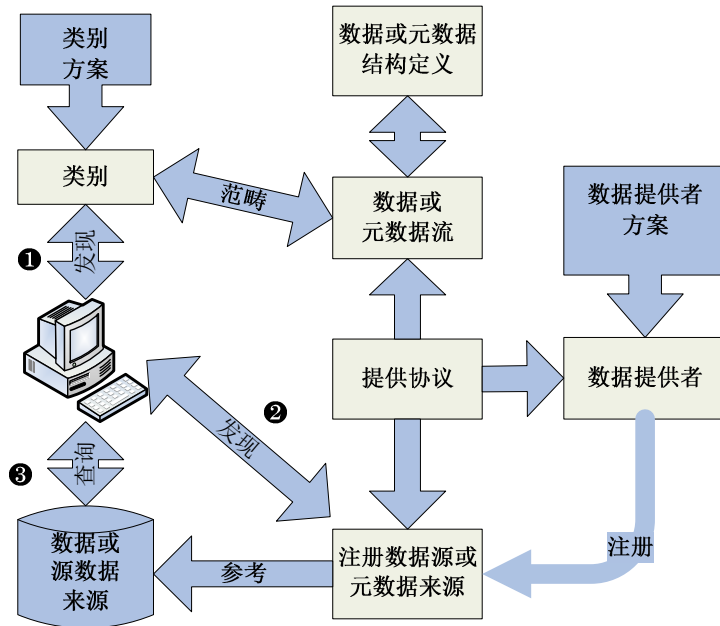 类别
方案
数据或元数据
结构定义
类别
范畴
数据或
元数据流
数据提供者
方案
❶
发现
提供协议
数据提供者
❷
发现
❸
查询
数据或
源数据
来源
参考
注册数据源或
元数据来源
注册